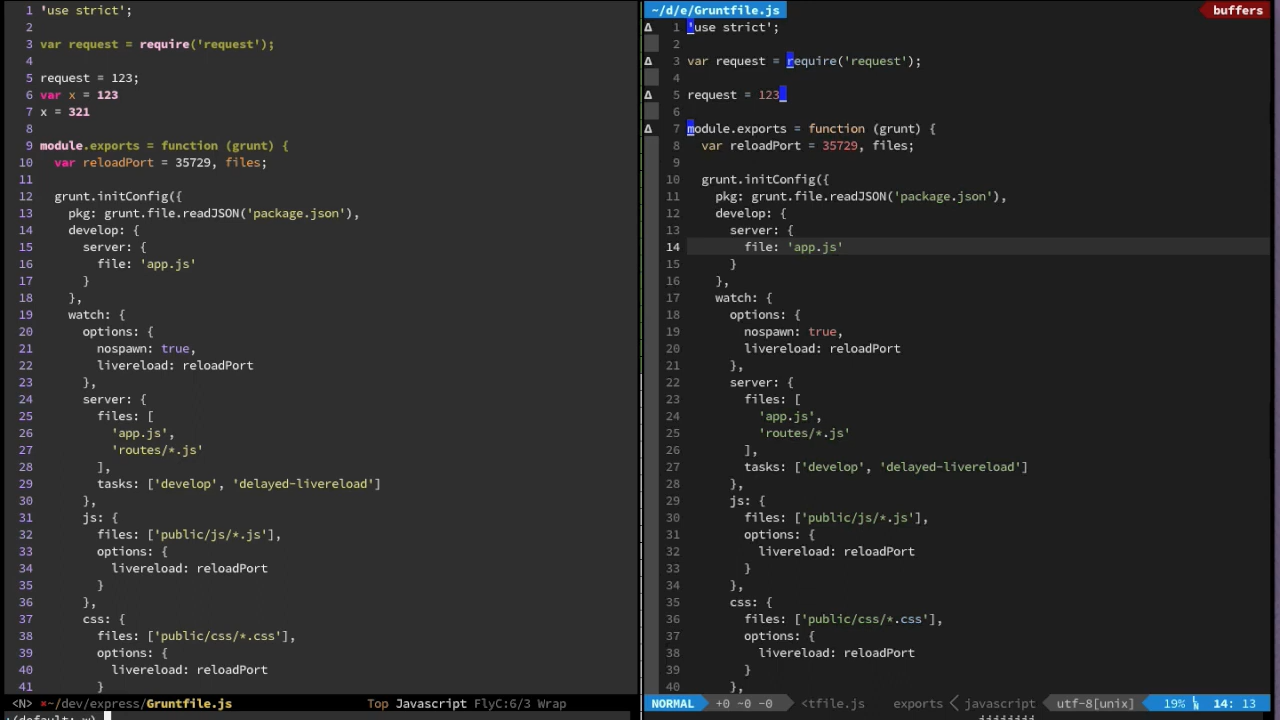 1 'use strict';
2
3 var request = require('request');
4
5 request = 123;
6 var x = 123
7 x = 321
8
9 module.exports = function (grunt) {
10 var reloadPort = 35729, files;
11
12 grunt.initConfig({
13 pkg: grunt.file.readJSON('package.json'),
14 develop: {
15 server: {
16 file: 'app.js'
17 }
18 },
19 watch: {
20 options: {
21 nospawn: true,
22 livereload: reloadPort
23 },
24 server: {
25 files: [
26 'app.js',
27 'routes/*.js'
28 ],
29 tasks: ['develop', 'delayed-livereload']
30 },
31 js: {
32 files: ['public/js/*.js'],
33 options: {
34 livereload: reloadPort
35 }
36 },
37 css: {
38 files: ['public/css/*.css'],
39 options: {
40 livereload: reloadPort
41 }
<N> ✖~/dev/express/Gruntfile.js Top Javascript FlyC:6/3 Wrap
~/d/e/Gruntfile.js buffers
Δ 1 'use strict';
2
Δ 3 var request = require('request');
4
Δ 5 request = 123
6
Δ 7 module.exports = function (grunt) {
8 var reloadPort = 35729, files;
9
10 grunt.initConfig({
11 pkg: grunt.file.readJSON('package.json'),
12 develop: {
13 server: {
14 file: 'app.js'
15 }
16 },
17 watch: {
18 options: {
19 nospawn: true,
20 livereload: reloadPort
21 },
22 server: {
23 files: [
24 'app.js',
25 'routes/*.js'
26 ],
27 tasks: ['develop', 'delayed-livereload']
28 },
29 js: {
30 files: ['public/js/*.js'],
31 options: {
32 livereload: reloadPort
33 }
34 },
35 css: {
36 files: ['public/css/*.css'],
37 options: {
38 livereload: reloadPort
39 }
40 },
NORMAL +0 ~0 -0 <tfile.js exports < javascript < utf-8[unix] 19% 14: 13